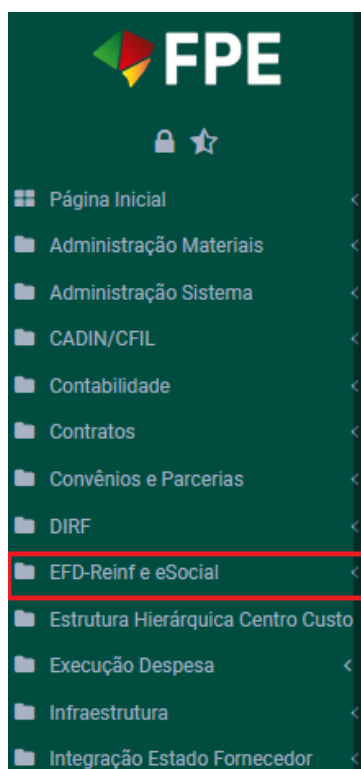 FPE
Página Inicial
Administração Materiais
Administração Sistema
CADIN/CFIL
Contabilidade
Contratos
Convênios e Parcerias
DIRF
EFD-Reinf e eSocial
Estrutura Hierárquica Centro Custo
Execução Despesa
Infraestrutura
Integração Estado Fornecedor